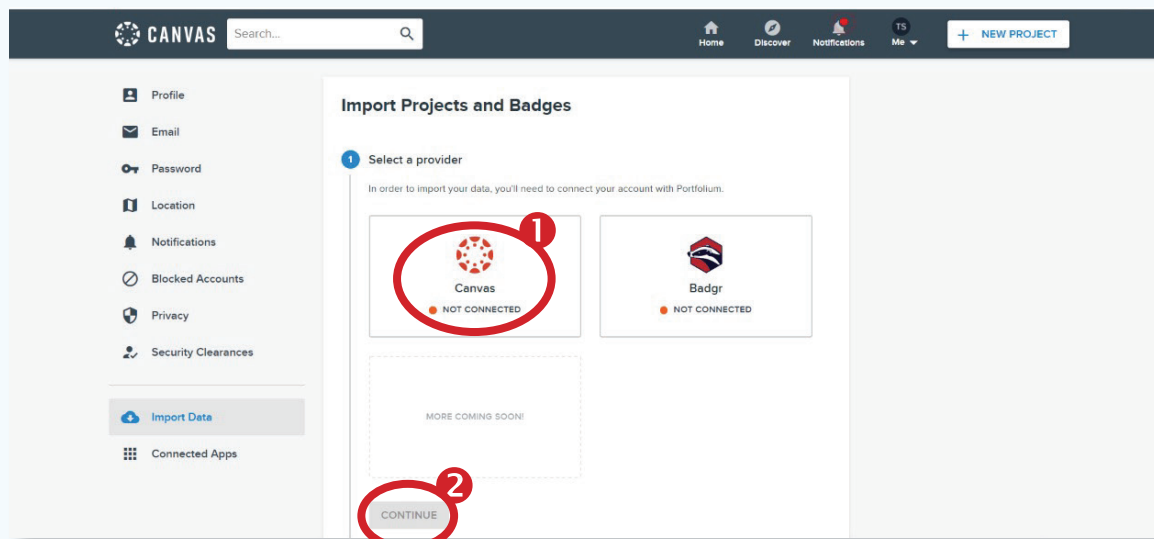 CANVAS
Search...
Home
Discover
Notifications
TS
Me
+ NEW PROJECT
Profile
Email
Password
Location
Notifications
Blocked Accounts
Privacy
Security Clearances
Import Data
Connected Apps
Import Projects and Badges
1 Select a provider
In order to import your data, you'll need to connect your account with Portfolium.
1
Canvas
NOT CONNECTED
Badgr
NOT CONNECTED
MORE COMING SOON!
2
CONTINUE